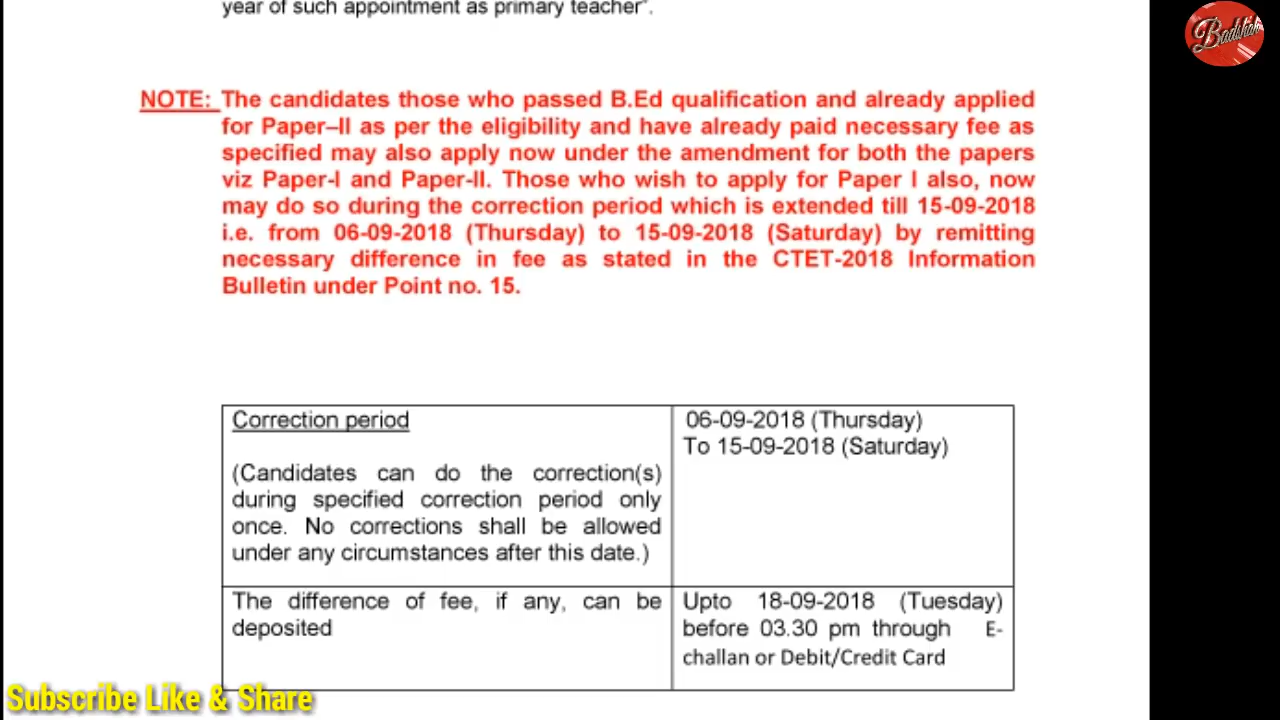 year of such appointment as primary teacher".
Badshah
NOTE: The candidates those who passed B.Ed qualification and already applied
for Paper–II as per the eligibility and have already paid necessary fee as
specified may also apply now under the amendment for both the papers
viz Paper-I and Paper-II. Those who wish to apply for Paper I also, now
may do so during the correction period which is extended till 15-09-2018
i.e. from 06-09-2018 (Thursday) to 15-09-2018 (Saturday) by remitting
necessary difference in fee as stated in the CTET-2018 Information
Bulletin under Point no. 15.
Correction period
(Candidates can do the correction(s)
during specified correction period only
once. No corrections shall be allowed
under any circumstances after this date.)
06-09-2018 (Thursday)
To 15-09-2018 (Saturday)
The difference of fee, if any, can be
deposited
Upto 18-09-2018 (Tuesday)
before 03.30 pm through E-
challan or Debit/Credit Card
Subscribe Like & Share